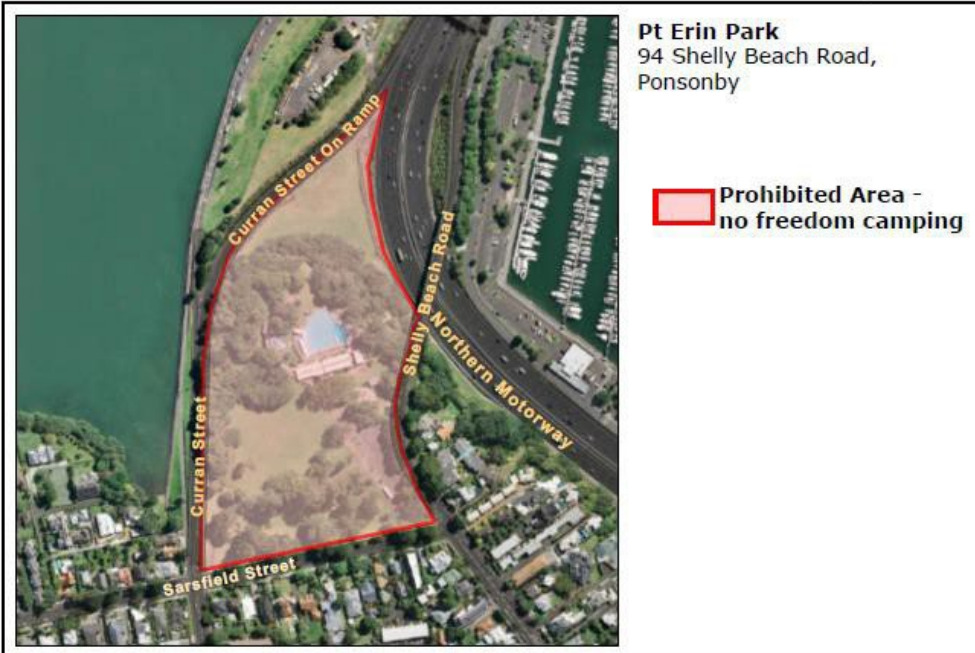 Pt Erin Park
94 Shelly Beach Road,
Ponsonby
Prohibited Area -
no freedom camping
Curran Street On Ramp
Shelly Beach Road
Northern Motorway
Curran Street
Sarsfield Street